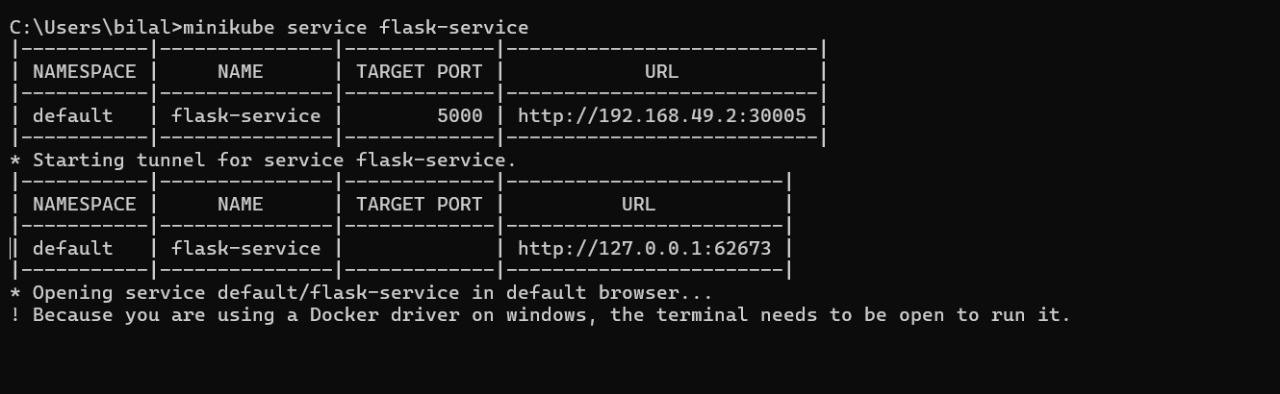 C:\Users\bilal>minikube service flask-service
|-----------|---------------|-------------|---------------------------|
| NAMESPACE |     NAME      | TARGET PORT |            URL            |
|-----------|---------------|-------------|---------------------------|
| default   | flask-service |        5000 | http://192.168.49.2:30005 |
|-----------|---------------|-------------|---------------------------|
* Starting tunnel for service flask-service.
|-----------|---------------|-------------|------------------------|
| NAMESPACE |     NAME      | TARGET PORT |          URL           |
|-----------|---------------|-------------|------------------------|
| default   | flask-service |             | http://127.0.0.1:62673 |
|-----------|---------------|-------------|------------------------|
* Opening service default/flask-service in default browser...
! Because you are using a Docker driver on windows, the terminal needs to be open to run it.